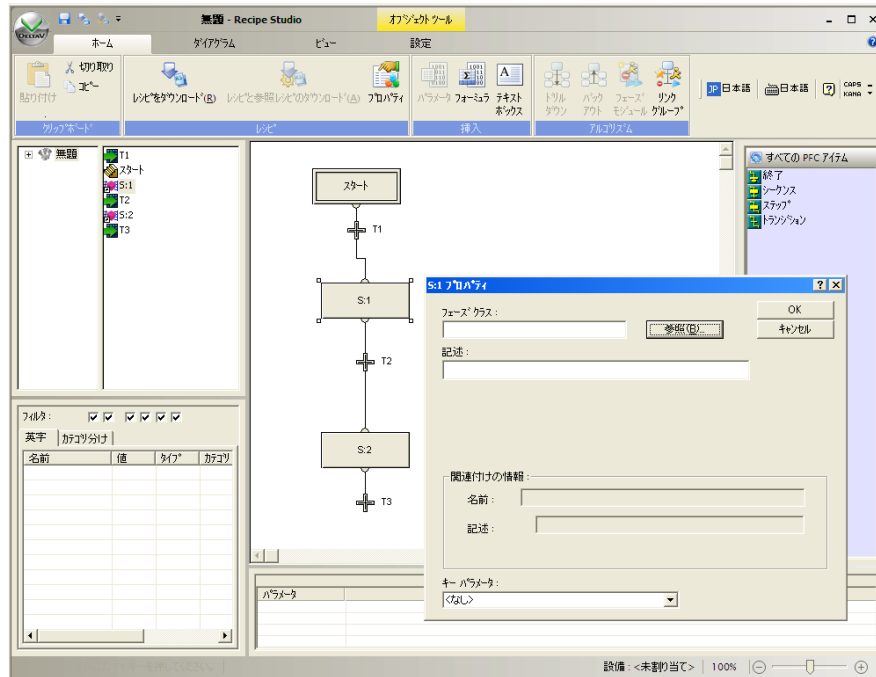 無題 - Recipe Studio
オブジェクト ツール
DELTAV
ホーム
ダイアグラム
ビュー
設定
貼り付け
切り取り
コピー
クリップボード
レシピをダウンロード(R)
レシピと参照レシピのダウンロード(A)
プロパティ
レシピ
パラメータ
フォーミュラ
テキスト
ボックス
挿入
ドリル
ダウン
バック
アウト
フェーズ
モジュール
リンク
グループ
アルゴリズム
JP 日本語
日本語
CAPS
KANA
無題
T1
スタート
S:1
T2
S:2
T3
スタート
T1
S:1
T2
S:2
T3
すべての PFC アイテム
終了
シーケンス
ステップ
トランジション
S:1 プロパティ
フェーズ クラス :
参照(B)...
OK
キャンセル
記述 :
関連付けの情報 :
名前 :
記述 :
キー パラメータ :
<なし>
フィルタ :
英字
カテゴリ分け
名前
値
タイプ
カテゴリ
パラメータ
設備 : <未割り当て>
100%